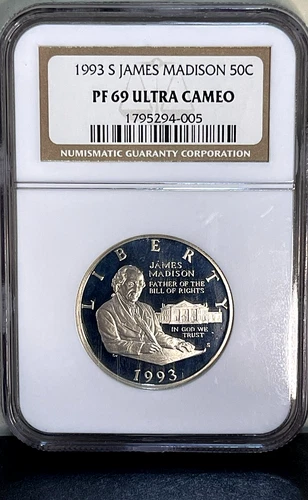 1993 S JAMES MADISON 50C
PF 69 ULTRA CAMEO
1795294-005
NUMISMATIC GUARANTY CORPORATION
LIBERTY
JAMES
MADISON
FATHER OF THE
BILL OF RIGHTS
IN GOD WE
TRUST
S
1993